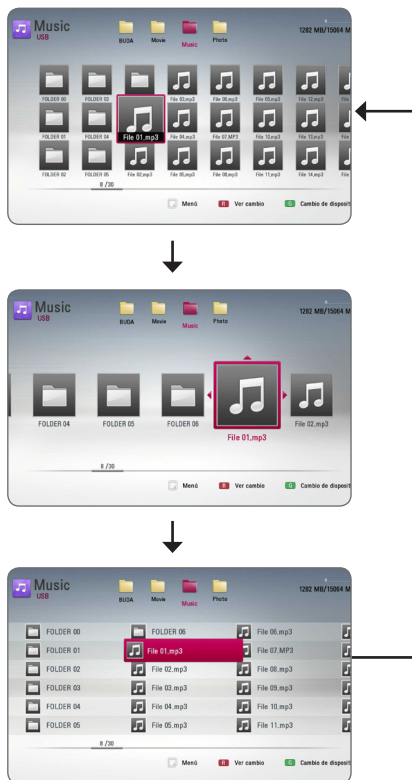 Music
USB
BUDA Movie Music Photo
1282 MB/15064 M
FOLDER 00 FOLDER 03 File 03.mp3 File 06.mp3 File 09.mp3 File 12.mp3 File
FOLDER 01 FOLDER 04 File 01.mp3 File 04.mp3 File 07.MP3 File 10.mp3 File 13.mp3 File
FOLDER 02 FOLDER 05 File 02.mp3 File 05.mp3 File 08.mp3 File 11.mp3 File 14.mp3 File
8 /30
Menú R Ver cambio G Cambio de disposit
Music
USB
BUDA Movie Music Photo
1282 MB/15064 M
FOLDER 04 FOLDER 05 FOLDER 06 File 01.mp3 File 02.mp3
8 /30
Menú R Ver cambio G Cambio de disposit
Music
USB
BUDA Movie Music Photo
1282 MB/15064 M
FOLDER 00 FOLDER 06 File 06.mp3
FOLDER 01 File 01.mp3 File 07.MP3
FOLDER 02 File 02.mp3 File 08.mp3
FOLDER 03 File 03.mp3 File 09.mp3
FOLDER 04 File 04.mp3 File 10.mp3
FOLDER 05 File 05.mp3 File 11.mp3
8 /30
Menú R Ver cambio G Cambio de disposit